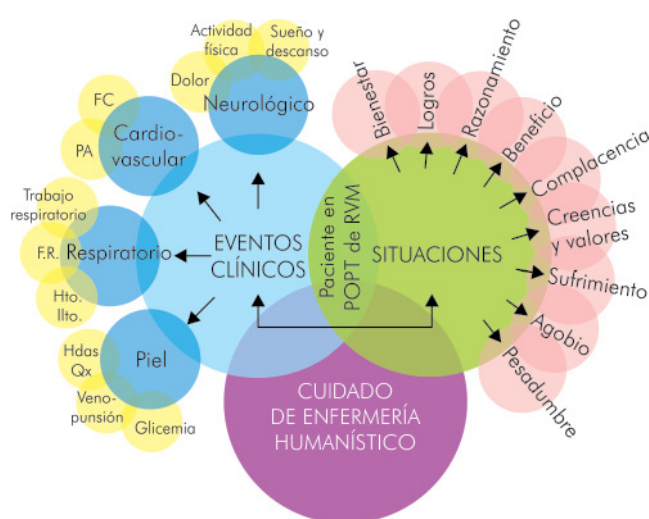 Actividad
física
Sueño y
descanso
Dolor
Neurológico
FC
Cardio-
vascular
PA
Trabajo
respiratorio
Respiratorio
F.R.
Hto.
Ilto.
Piel
Hdas
Qx
Veno-
punsión
Glicemia
EVENTOS
CLÍNICOS
Paciente en
POPT de RVM
SITUACIONES
Bienestar
Logros
Razonamiento
Beneficio
Complacencia
Creencias
y valores
Sufrimiento
Agobio
Pesadumbre
CUIDADO
DE ENFERMERÍA
HUMANÍSTICO